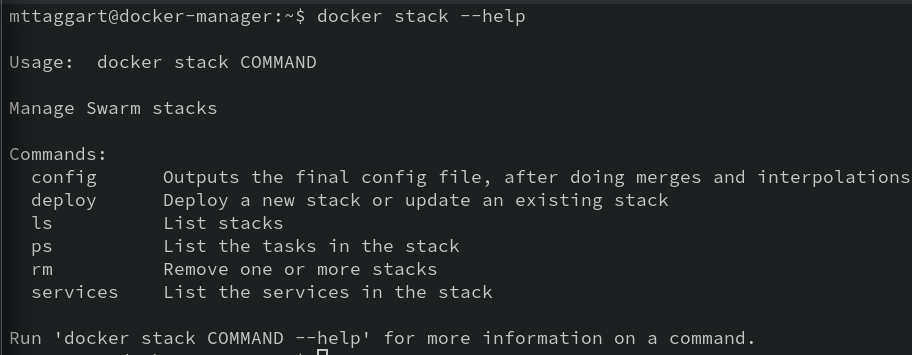 mttaggart@docker-manager:~$ docker stack --help
Usage:  docker stack COMMAND
Manage Swarm stacks
Commands:
  config      Outputs the final config file, after doing merges and interpolations
  deploy      Deploy a new stack or update an existing stack
  ls          List stacks
  ps          List the tasks in the stack
  rm          Remove one or more stacks
  services    List the services in the stack
Run 'docker stack COMMAND --help' for more information on a command.